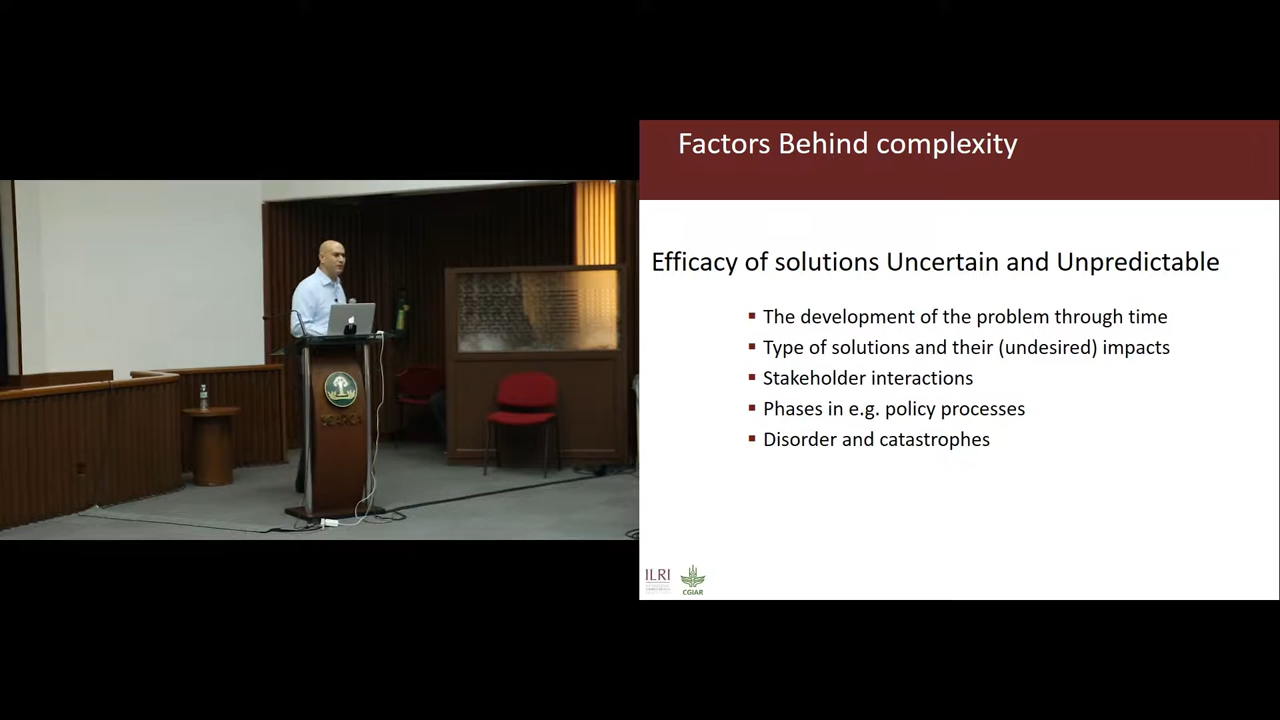 Factors Behind complexity
Efficacy of solutions Uncertain and Unpredictable
▪ The development of the problem through time
▪ Type of solutions and their (undesired) impacts
▪ Stakeholder interactions
▪ Phases in e.g. policy processes
▪ Disorder and catastrophes
SEARCA
ILRI
CGIAR